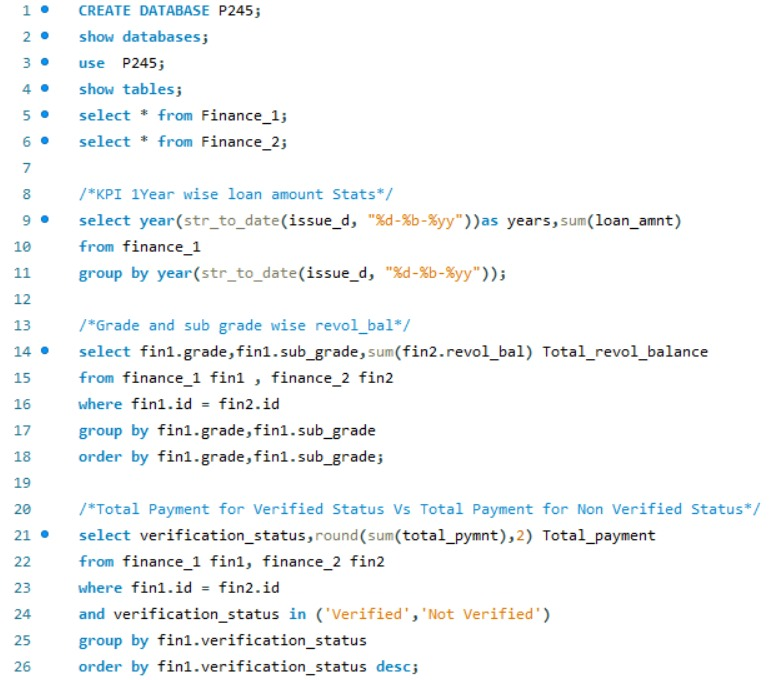 1 CREATE DATABASE P245;
2 show databases;
3 use  P245;
4 show tables;
5 select * from Finance_1;
6 select * from Finance_2;
7
8 /*KPI 1Year wise loan amount Stats*/
9 select year(str_to_date(issue_d, "%d-%b-%yy"))as years,sum(loan_amnt)
10 from finance_1
11 group by year(str_to_date(issue_d, "%d-%b-%yy"));
12
13 /*Grade and sub grade wise revol_bal*/
14 select fin1.grade,fin1.sub_grade,sum(fin2.revol_bal) Total_revol_balance
15 from finance_1 fin1 , finance_2 fin2
16 where fin1.id = fin2.id
17 group by fin1.grade,fin1.sub_grade
18 order by fin1.grade,fin1.sub_grade;
19
20 /*Total Payment for Verified Status Vs Total Payment for Non Verified Status*/
21 select verification_status,round(sum(total_pymnt),2) Total_payment
22 from finance_1 fin1, finance_2 fin2
23 where fin1.id = fin2.id
24 and verification_status in ('Verified','Not Verified')
25 group by fin1.verification_status
26 order by fin1.verification_status desc;